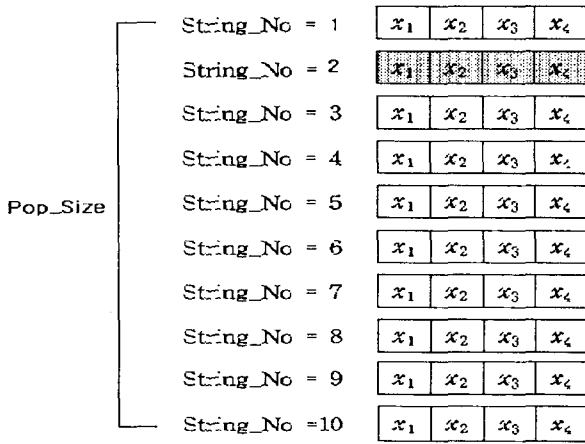 String_No = 1 x₁ x₂ x₃ x₄
String_No = 2 x₁ x₂ x₃ x₄
String_No = 3 x₁ x₂ x₃ x₄
String_No = 4 x₁ x₂ x₃ x₄
Pop_Size
String_No = 5 x₁ x₂ x₃ x₄
String_No = 6 x₁ x₂ x₃ x₄
String_No = 7 x₁ x₂ x₃ x₄
String_No = 8 x₁ x₂ x₃ x₄
String_No = 9 x₁ x₂ x₃ x₄
String_No =10 x₁ x₂ x₃ x₄